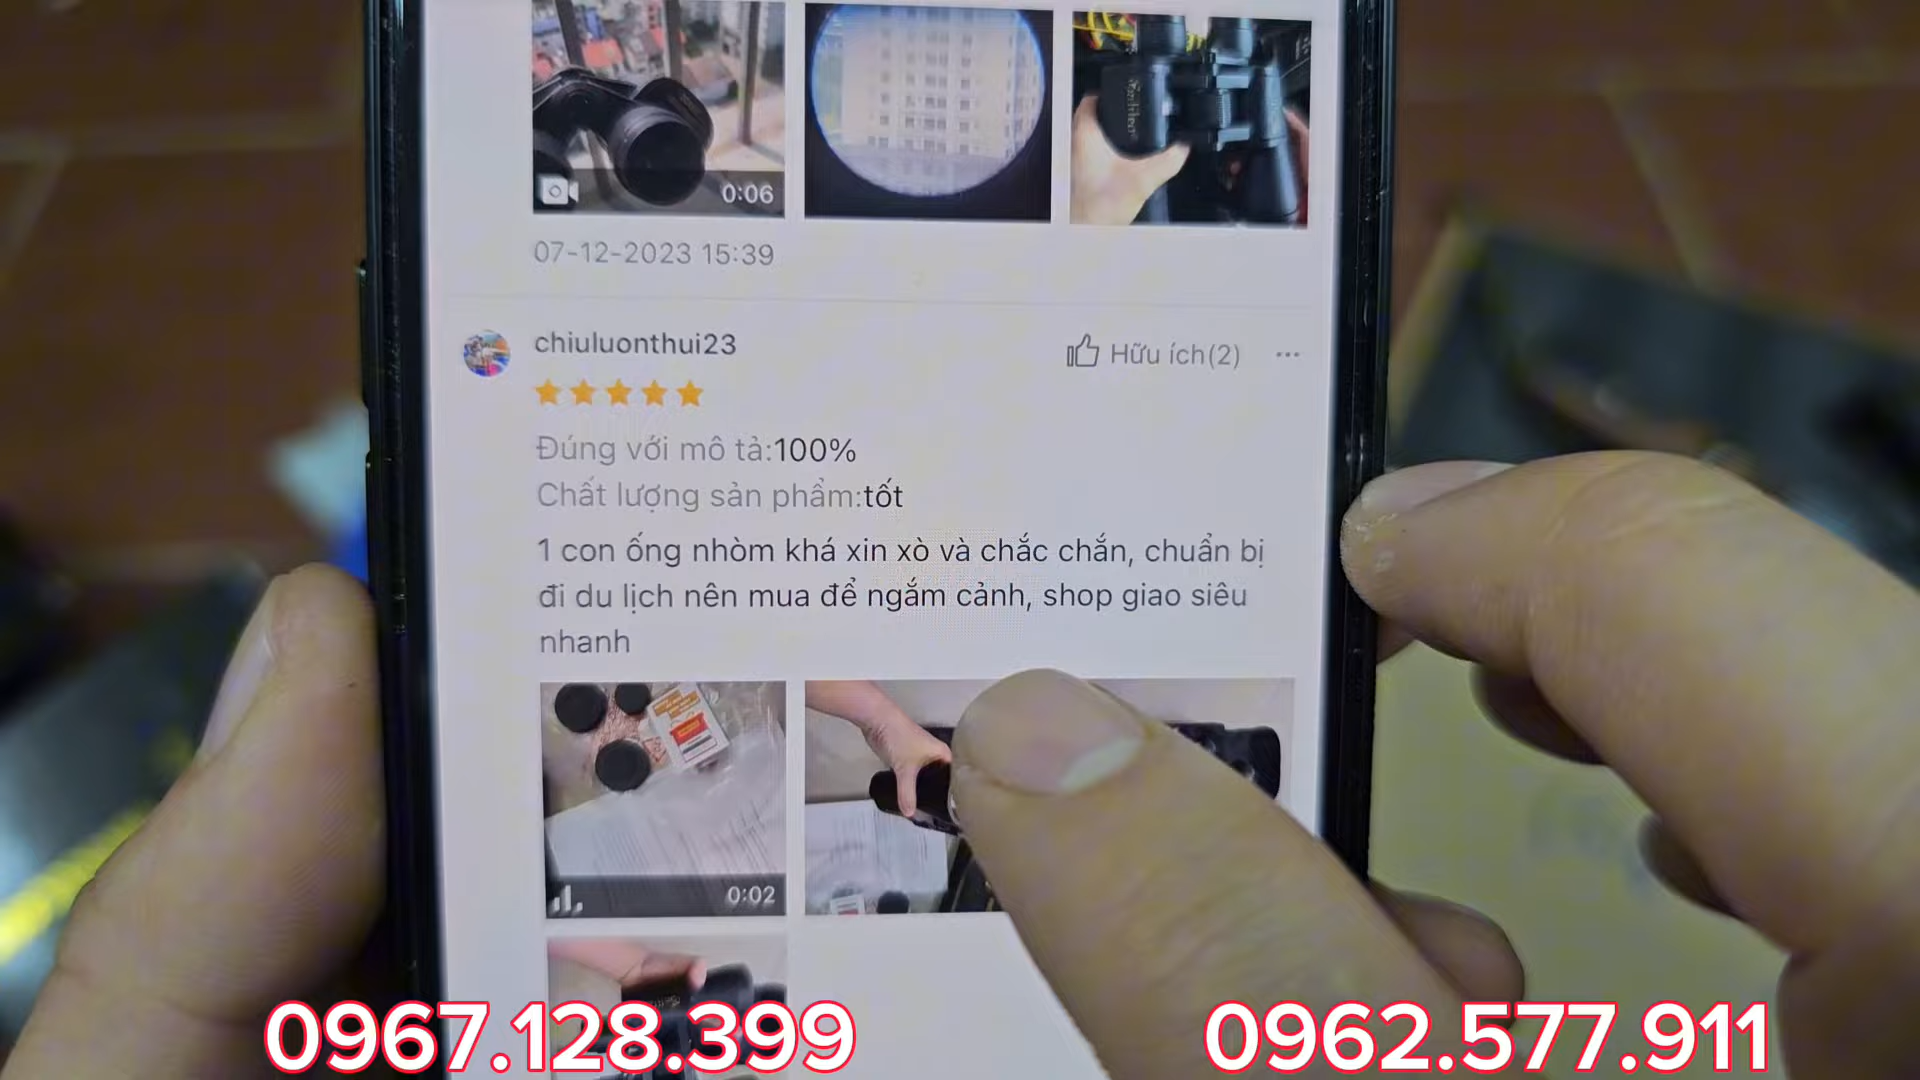 0:06
07-12-2023 15:39
chiuluonthui23
Hữu ích(2)
Đúng với mô tả:100%
Chất lượng sản phẩm:tốt
1 con ống nhòm khá xin xò và chắc chắn, chuẩn bị
đi du lịch nên mua để ngắm cảnh, shop giao siêu
nhanh
0:02
0967.128.399
0962.577.911